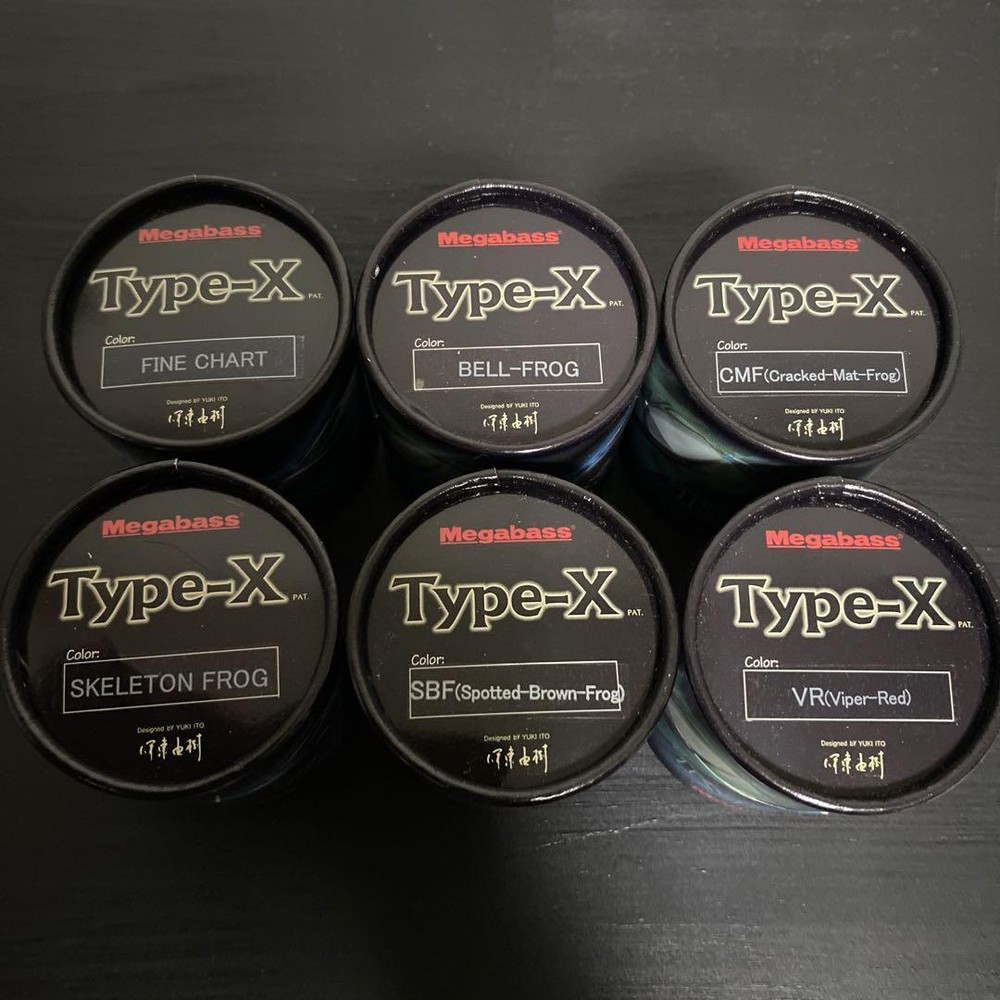 Megabass®
Type-X PAT.
Color:
FINE CHART
Designed bY YUKI ITO
伊東由樹
Megabass®
Type-X PAT.
Color:
BELL-FROG
Designed bY YUKI ITO
伊東由樹
Megabass®
Type-X PAT.
Color:
CMF(Cracked-Mat-Frog)
Designed bY YUKI ITO
伊東由樹
Megabass®
Type-X PAT.
Color:
SKELETON FROG
Designed bY YUKI ITO
伊東由樹
Megabass®
Type-X PAT.
Color:
SBF(Spotted-Brown-Frog)
Designed bY YUKI ITO
伊東由樹
Megabass®
Type-X PAT.
Color:
VR(Viper-Red)
Designed bY YUKI ITO
伊東由樹